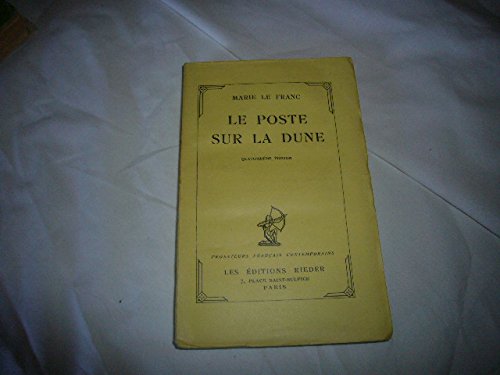 MARIE LE FRANC
LE POSTE
SUR LA DUNE
PROSATEURS FRANÇAIS CONTEMPORAINS
LES ÉDITIONS RIEDER
7, PLACE SAINT-SULPICE
PARIS